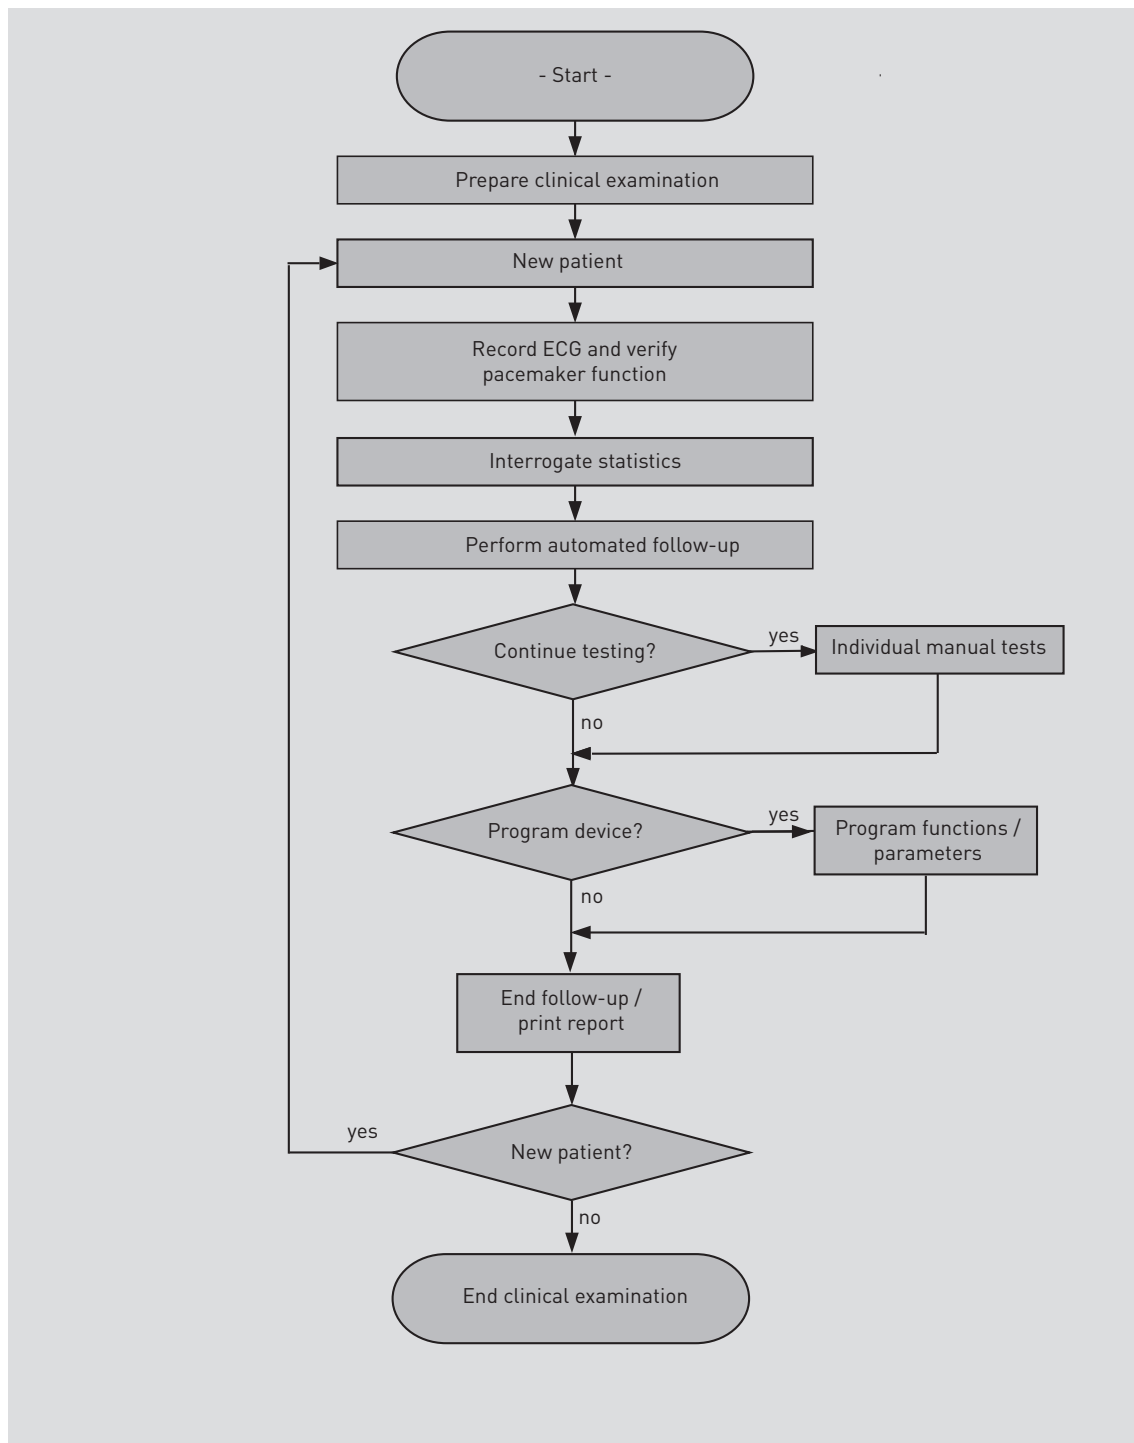 - Start -
Prepare clinical examination
New patient
Record ECG and verify
pacemaker function
Interrogate statistics
Perform automated follow-up
Continue testing?
yes
Individual manual tests
no
Program device?
yes
Program functions /
parameters
no
End follow-up /
print report
yes
New patient?
no
End clinical examination